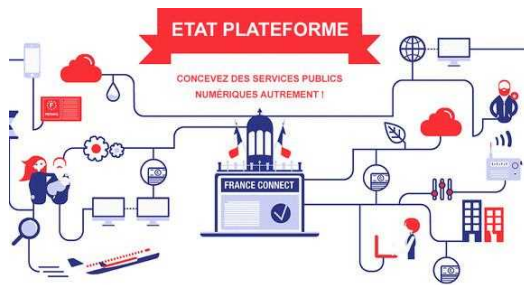 ETAT PLATEFORME
CONCEVEZ DES SERVICES PUBLICS
NUMÉRIQUES AUTREMENT !
FRANCE CONNECT